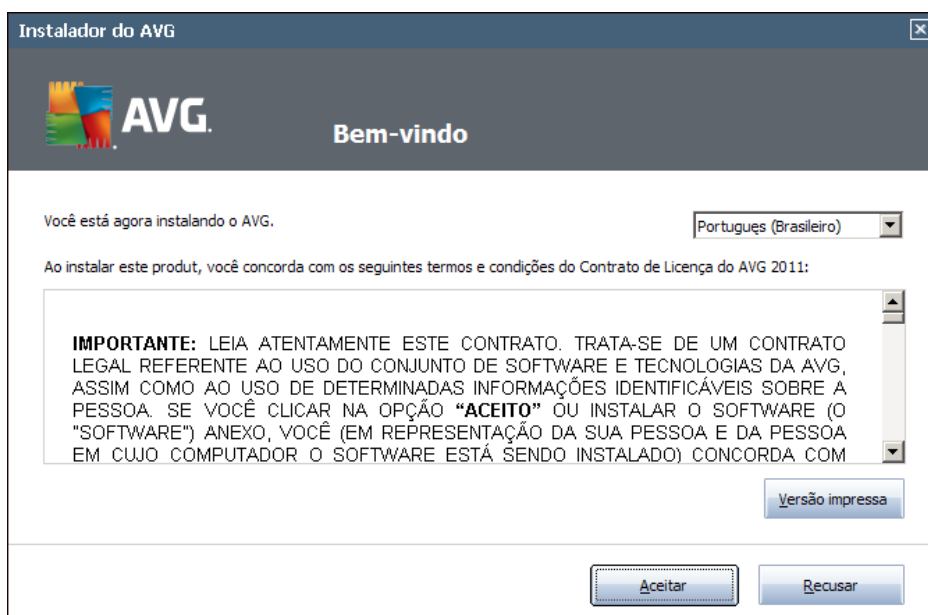 Instalador do AVG
AVG.
Bem-vindo
Você está agora instalando o AVG.
Portuguęs (Brasileiro)
Ao instalar este produt, você concorda com os seguintes termos e condições do Contrato de Licença do AVG 2011:
IMPORTANTE: LEIA ATENTAMENTE ESTE CONTRATO. TRATA-SE DE UM CONTRATO
LEGAL REFERENTE AO USO DO CONJUNTO DE SOFTWARE E TECNOLOGIAS DA AVG,
ASSIM COMO AO USO DE DETERMINADAS INFORMAÇÕES IDENTIFICÁVEIS SOBRE A
PESSOA. SE VOCÊ CLICAR NA OPÇÃO “ACEITO” OU INSTALAR O SOFTWARE (O
"SOFTWARE") ANEXO, VOCÊ (EM REPRESENTAÇÃO DA SUA PESSOA E DA PESSOA
EM CUJO COMPUTADOR O SOFTWARE ESTÁ SENDO INSTALADO) CONCORDA COM
Versão impressa
Aceitar
Recusar